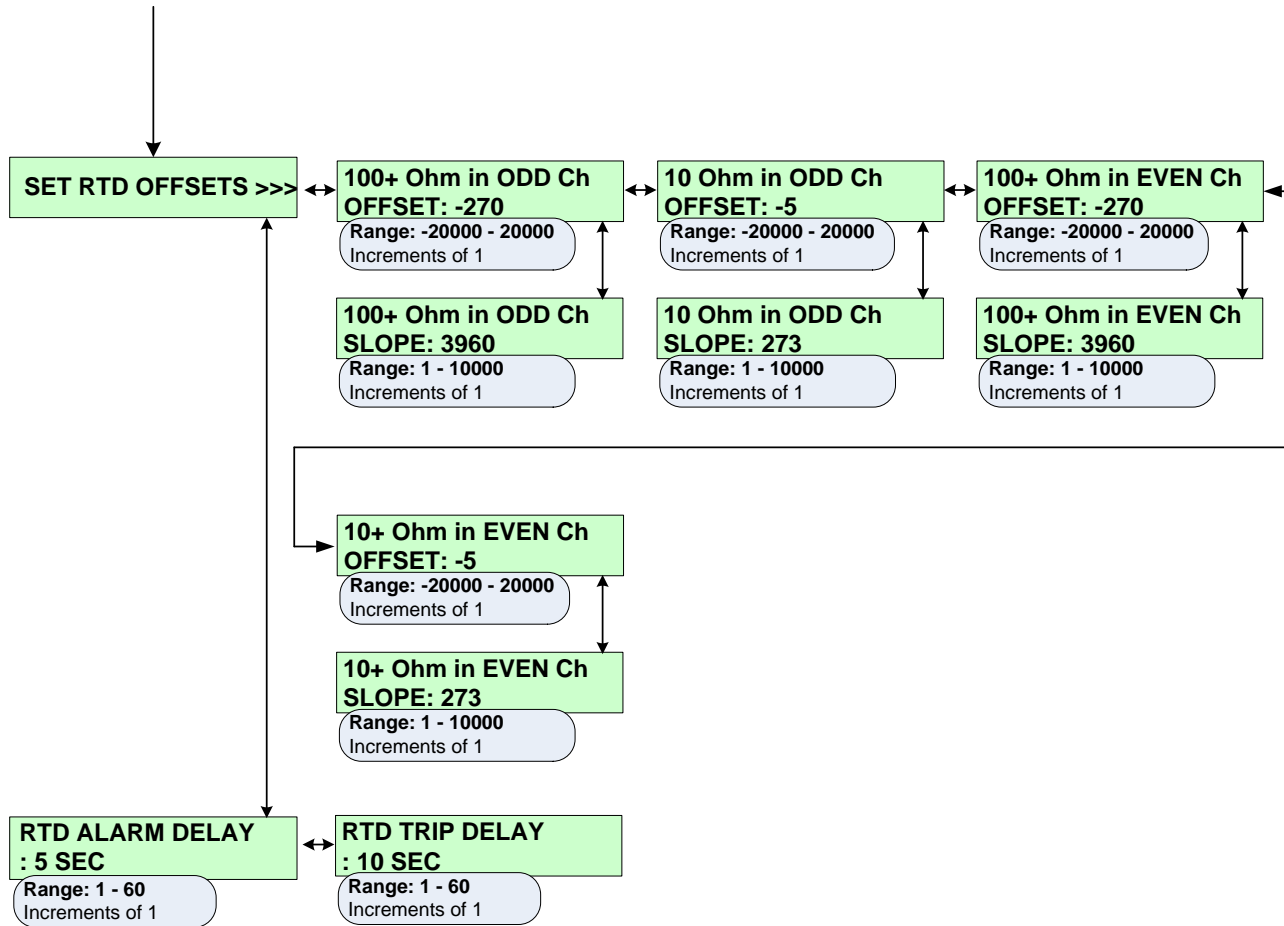 SET RTD OFFSETS >>>
100+ Ohm in ODD Ch
OFFSET: -270
Range: -20000 - 20000
Increments of 1
10 Ohm in ODD Ch
OFFSET: -5
Range: -20000 - 20000
Increments of 1
100+ Ohm in EVEN Ch
OFFSET: -270
Range: -20000 - 20000
Increments of 1
100+ Ohm in ODD Ch
SLOPE: 3960
Range: 1 - 10000
Increments of 1
10 Ohm in ODD Ch
SLOPE: 273
Range: 1 - 10000
Increments of 1
100+ Ohm in EVEN Ch
SLOPE: 3960
Range: 1 - 10000
Increments of 1
10+ Ohm in EVEN Ch
OFFSET: -5
Range: -20000 - 20000
Increments of 1
10+ Ohm in EVEN Ch
SLOPE: 273
Range: 1 - 10000
Increments of 1
RTD ALARM DELAY
: 5 SEC
Range: 1 - 60
Increments of 1
RTD TRIP DELAY
: 10 SEC
Range: 1 - 60
Increments of 1